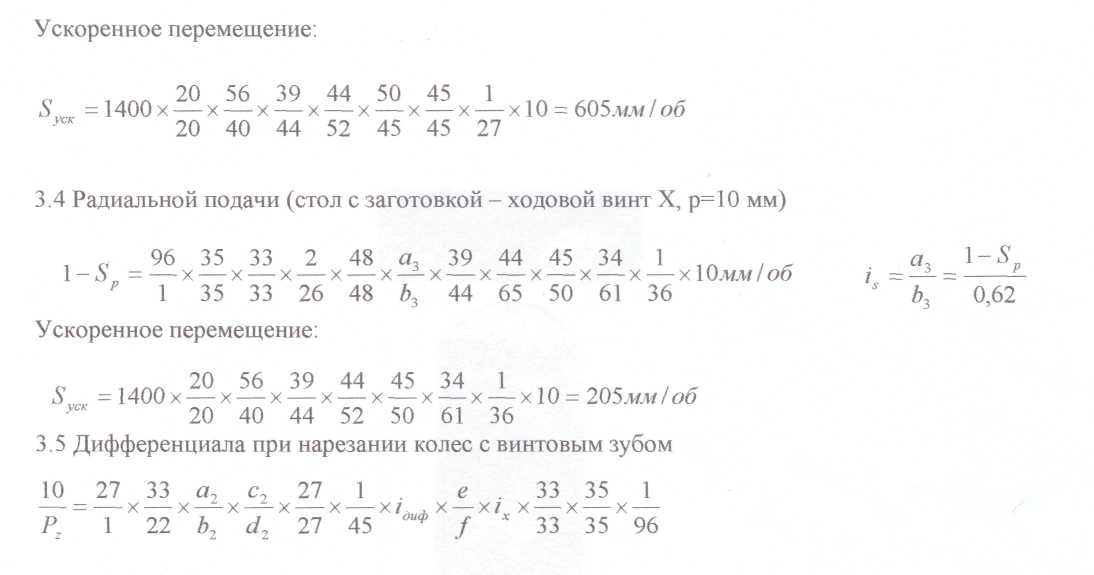 Ускоренное перемещение:
S_уск = 1400 × 20/20 × 56/40 × 39/44 × 44/52 × 50/45 × 45/45 × 1/27 × 10 = 605мм / об
3.4 Радиальной подачи (стол с заготовкой – ходовой винт X, p=10 мм)
1 − S_p = 96/1 × 35/35 × 33/33 × 2/26 × 48/48 × a_3/b_3 × 39/44 × 44/65 × 45/50 × 34/61 × 1/36 × 10мм / об i_s = a_3/b_3 = 1 − S_p/0,62
Ускоренное перемещение:
S_уск = 1400 × 20/20 × 56/40 × 39/44 × 44/52 × 45/50 × 34/61 × 1/36 × 10 = 205мм / об
3.5 Дифференциала при нарезании колес с винтовым зубом
10/P_z = 27/1 × 33/22 × a_2/b_2 × c_2/d_2 × 27/27 × 1/45 × i_диф × e/f × i_x × 33/33 × 35/35 × 1/96